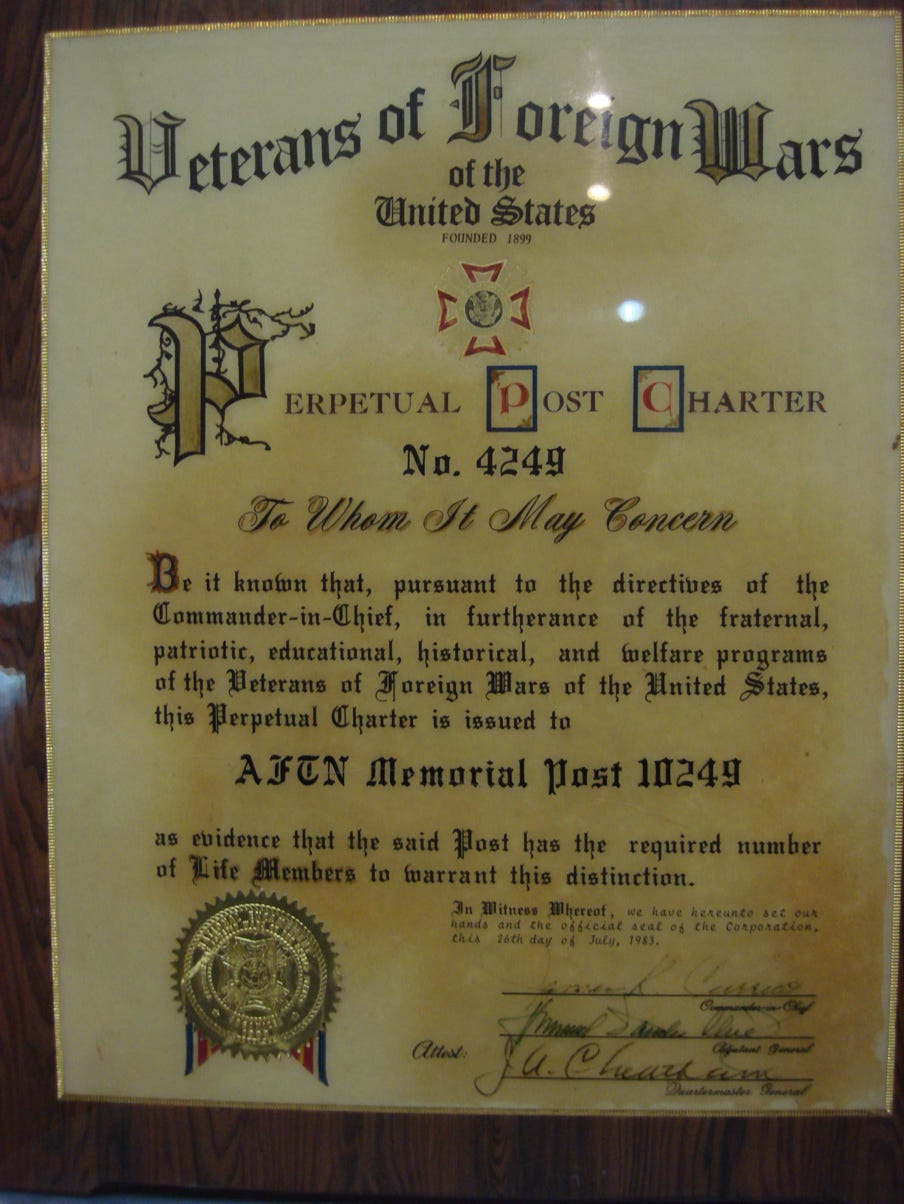 Veterans of Foreign Wars
of the
United States
FOUNDED 1899
PERPETUAL POST CHARTER
No. 4249
To Whom It May Concern
Be it known that, pursuant to the directives of the
Commander-in-Chief, in furtherance of the fraternal,
patriotic, educational, historical, and welfare programs
of the Veterans of Foreign Wars of the United States,
this Perpetual Charter is issued to
AFTN Memorial Post 10249
as evidence that the said Post has the required number
of Life Members to warrant this distinction.
In Witness Whereof, we have hereunto set our
hands and the official seal of the Corporation,
this 26th day of July, 1983.
Commander-in-Chief
Adjutant General
Attest:
Quartermaster General